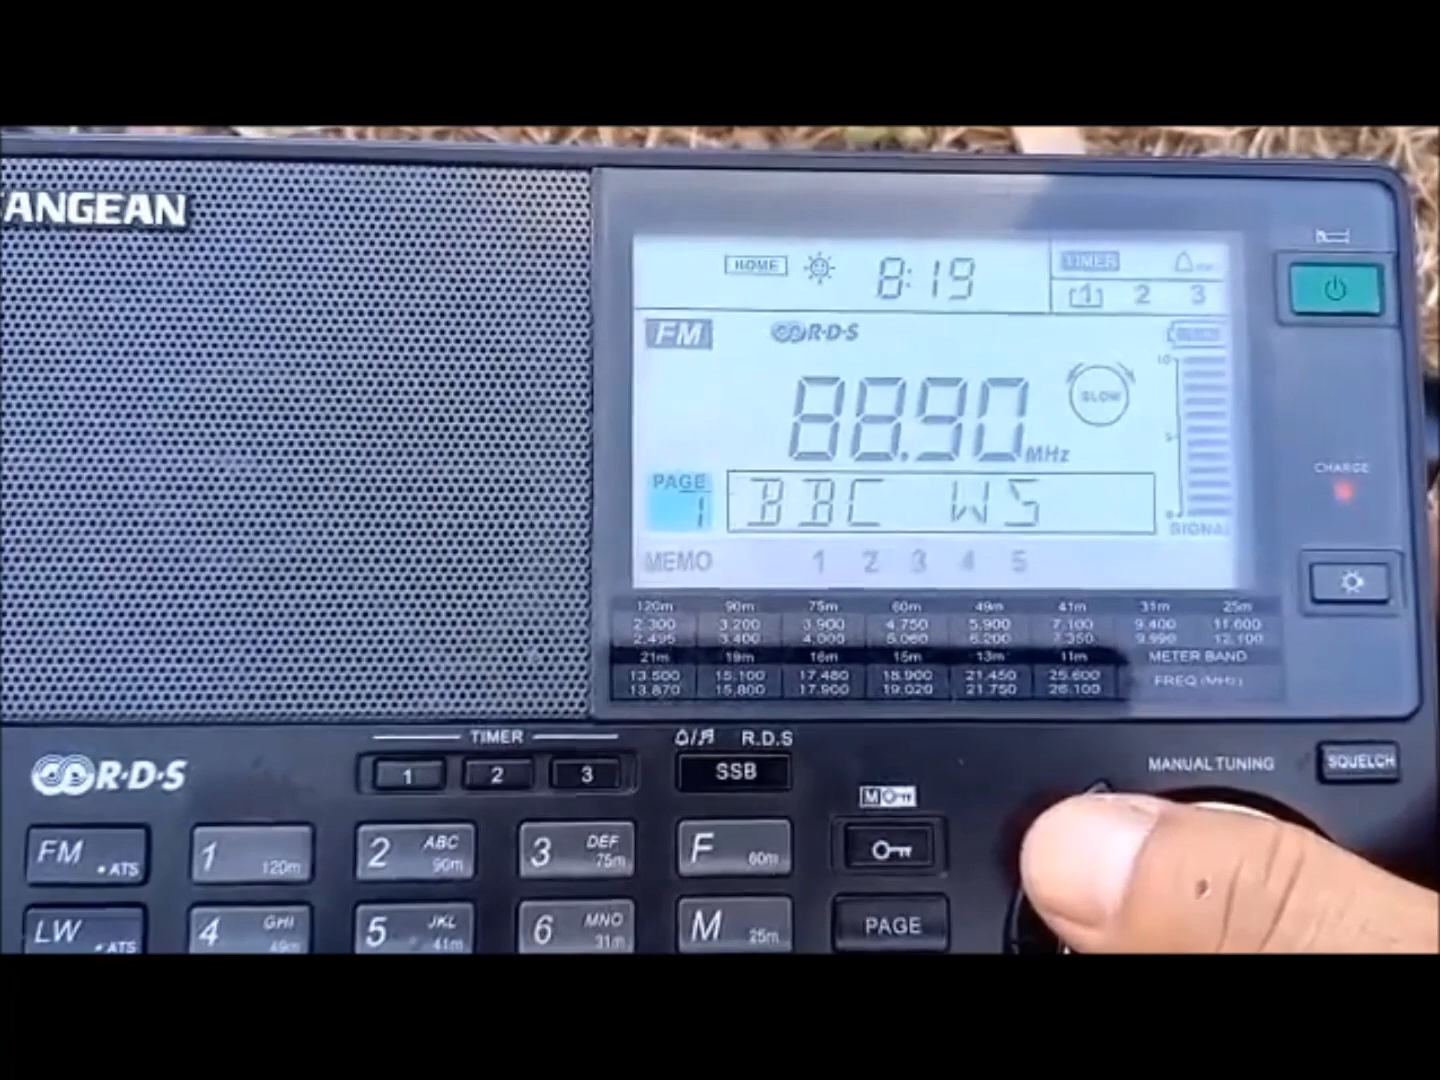 ANGEAN
HOME 8:19 TIMER
1 2 3
FM R·D·S
88.90 MHz SLOW
10
5
0
SIGNAL
PAGE 1 BBC WS
MEMO 1 2 3 4 5
CHARGE
120m 90m 75m 60m 49m 41m 31m 25m
2.300 3.200 3.900 4.750 5.900 7.100 9.400 11.600
2.495 3.400 4.000 5.060 6.200 7.350 9.990 12.100
21m 19m 16m 15m 13m 11m METER BAND
13.500 15.100 17.480 18.900 21.450 25.600 FREQ (MHz)
13.870 15.800 17.900 19.020 21.750 26.100
TIMER R.D.S
R·D·S 1 2 3 SSB MANUAL TUNING SQUELCH
M
FM • ATS 1 120m 2 ABC 90m 3 DEF 75m F 60m
LW • ATS 4 GHI 49m 5 JKL 41m 6 MNO 31m M 25m PAGE